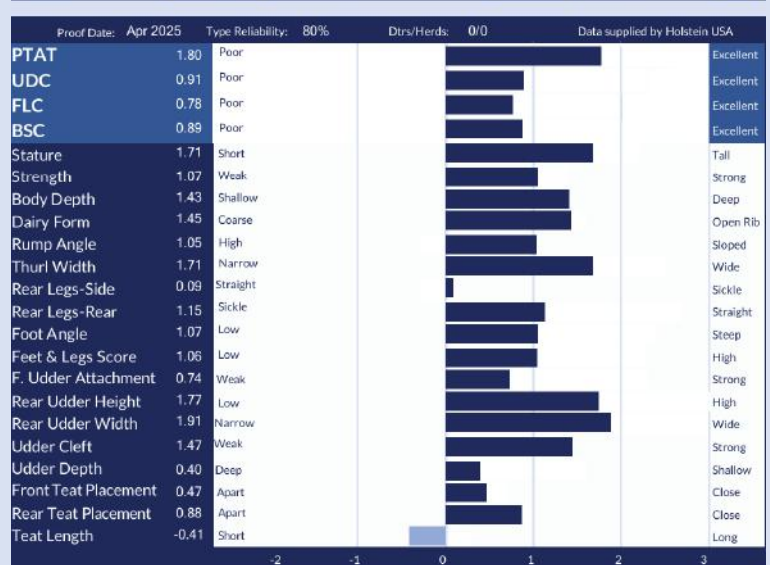 Proof Date: Apr 2025 Type Reliability: 80% Dtrs/Herds: 0/0 Data supplied by Holstein USA
PTAT 1.80 Poor Excellent
UDC 0.91 Poor Excellent
FLC 0.78 Poor Excellent
BSC 0.89 Poor Excellent
Stature 1.71 Short Tall
Strength 1.07 Weak Strong
Body Depth 1.43 Shallow Deep
Dairy Form 1.45 Coarse Open Rib
Rump Angle 1.05 High Sloped
Thurl Width 1.71 Narrow Wide
Rear Legs-Side 0.09 Straight Sickle
Rear Legs-Rear 1.15 Sickle Straight
Foot Angle 1.07 Low Steep
Feet & Legs Score 1.06 Low High
F. Udder Attachment 0.74 Weak Strong
Rear Udder Height 1.77 Low High
Rear Udder Width 1.91 Narrow Wide
Udder Cleft 1.47 Weak Strong
Udder Depth 0.40 Deep Shallow
Front Teat Placement 0.47 Apart Close
Rear Teat Placement 0.88 Apart Close
Teat Length -0.41 Short Long
-2 -1 0 1 2 3